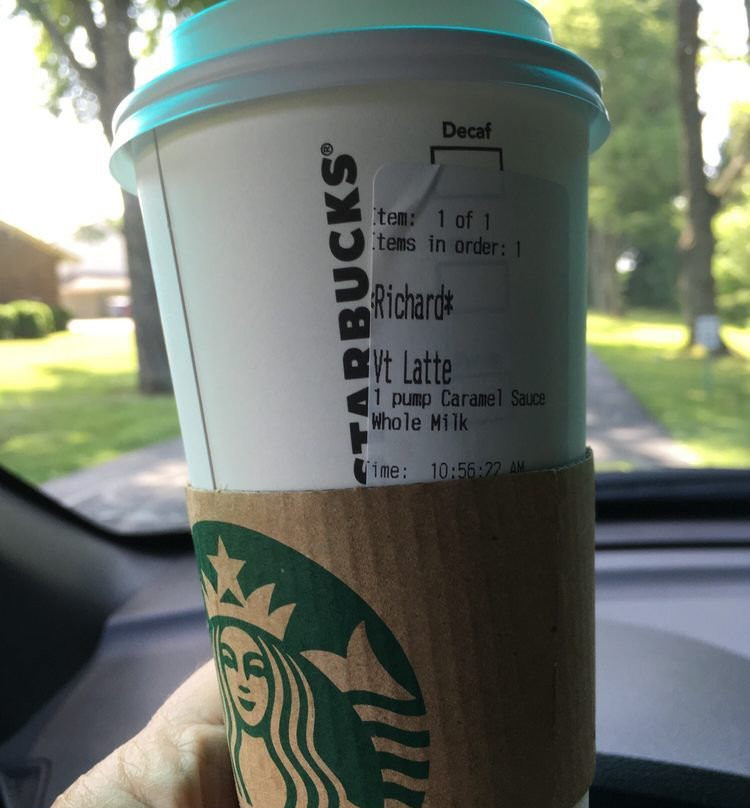 Decaf
STARBUCKS®
Item: 1 of 1
Items in order: 1
*Richard*
Vt Latte
1 pump Caramel Sauce
Whole Milk
Time: 10:56:22 AM